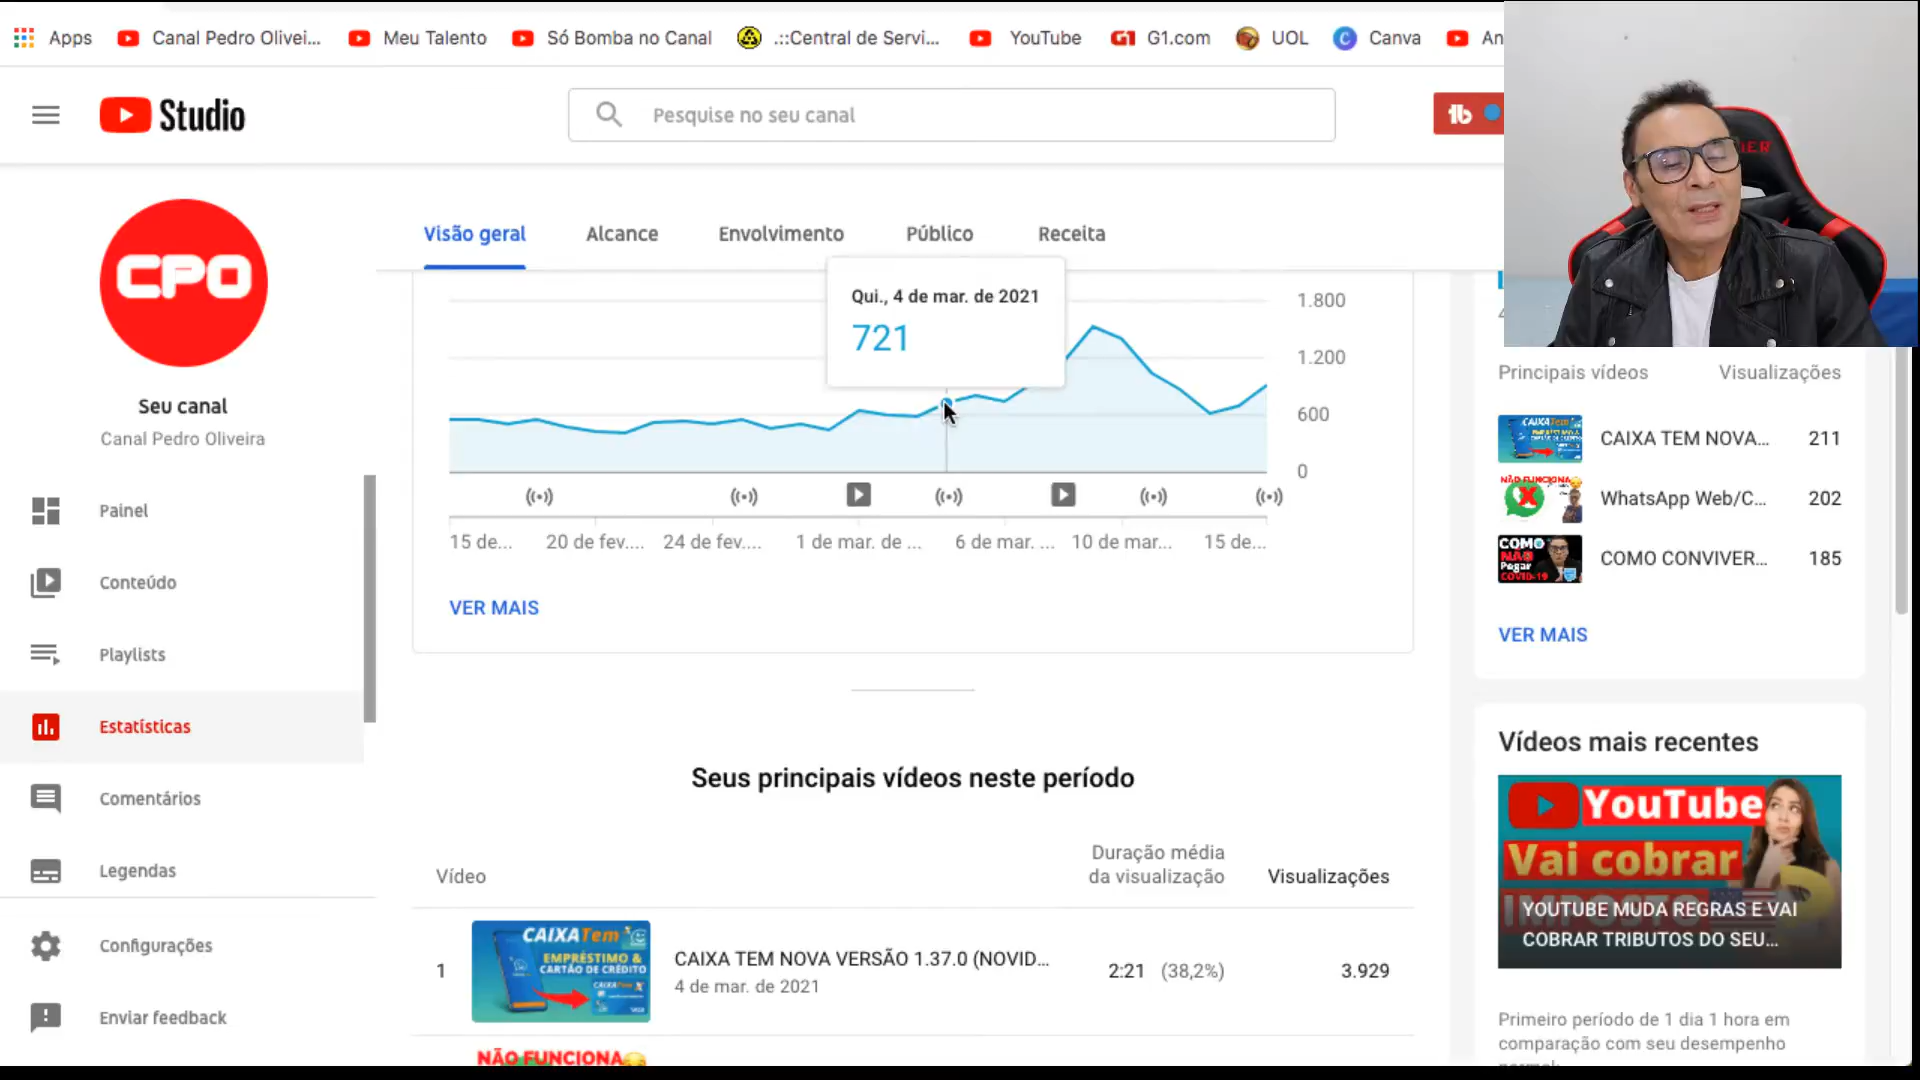 Apps
Canal Pedro Olivei...
Meu Talento
Só Bomba no Canal
.::Central de Servi...
YouTube
G1
G1.com
UOL
C
Canva
An
Studio
Pesquise no seu canal
CPO
Seu canal
Canal Pedro Oliveira
Painel
Conteúdo
Playlists
Estatísticas
Comentários
Legendas
Configurações
Enviar feedback
Visão geral
Alcance
Envolvimento
Público
Receita
Qui., 4 de mar. de 2021
721
1.800
1.200
600
0
15 de...
20 de fev....
24 de fev....
1 de mar. de ...
6 de mar. ...
10 de mar...
15 de...
VER MAIS
Seus principais vídeos neste período
Vídeo
Duração média
da visualização
Visualizações
1
CAIXA Tem
EMPRÉSTIMO &
CARTÃO DE CRÉDITO
CAIXA TEM NOVA VERSÃO 1.37.0 (NOVID...
4 de mar. de 2021
2:21 (38,2%)
3.929
NÃO FUNCIONA
Principais vídeos
Visualizações
CAIXA TEM NOVA...
211
NÃO FUNCIONA
WhatsApp Web/C...
202
COMO
NÃO
Pegar
COVID-19
COMO CONVIVER...
185
VER MAIS
Vídeos mais recentes
YouTube
Vai cobrar
IMPOSTO
YOUTUBE MUDA REGRAS E VAI
COBRAR TRIBUTOS DO SEU...
Primeiro período de 1 dia 1 hora em
comparação com seu desempenho